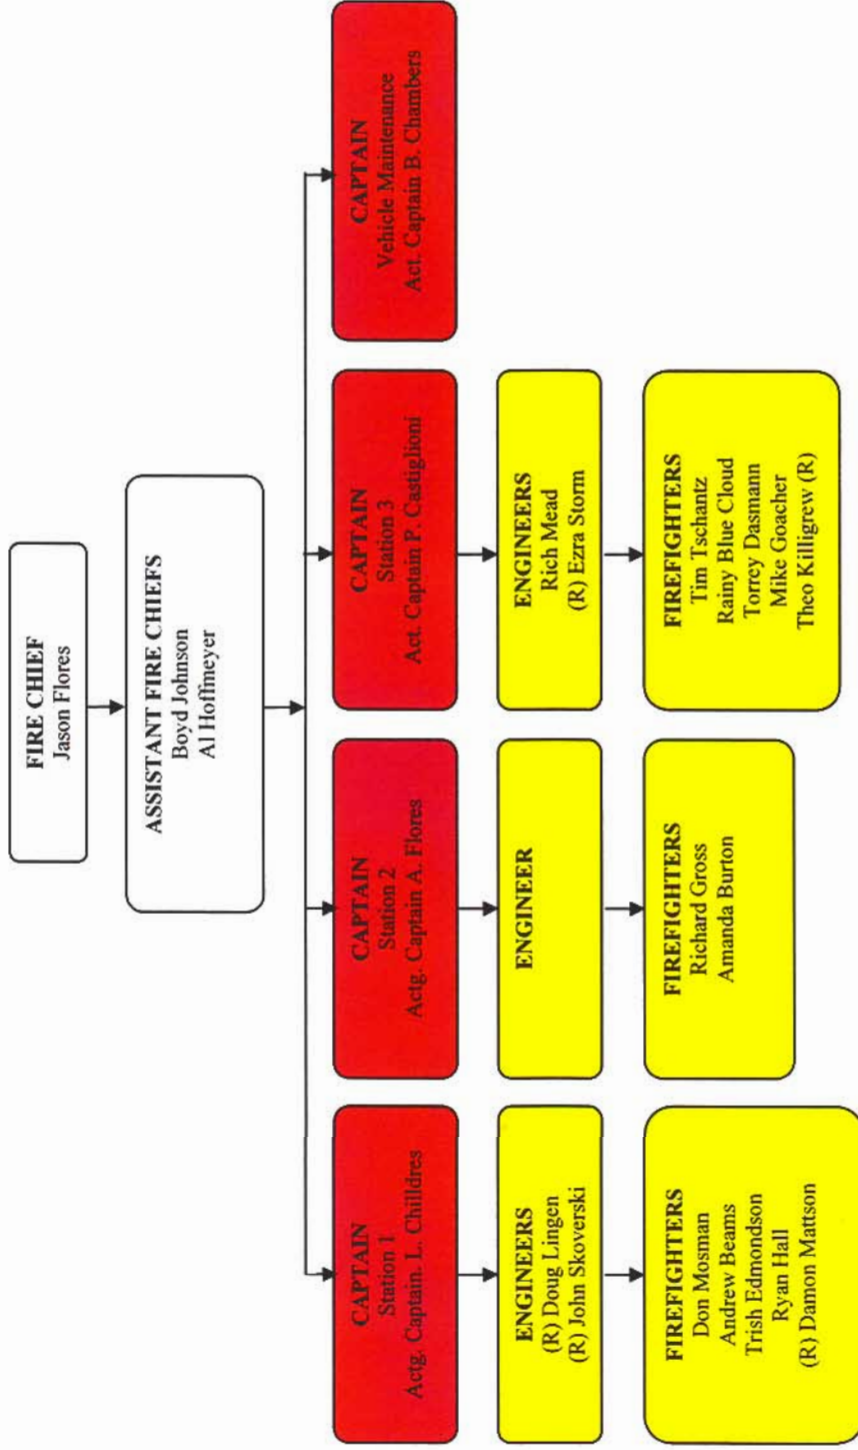 FIRE CHIEF
Jason Flores
ASSISTANT FIRE CHIEFS
Boyd Johnson
Al Hoffmeyer
CAPTAIN
Station 1
Actg. Captain. L. Chilldres
CAPTAIN
Station 2
Actg. Captain A. Flores
CAPTAIN
Station 3
Act. Captain P. Castiglioni
CAPTAIN
Vehicle Maintenance
Act. Captain B. Chambers
ENGINEERS
(R) Doug Lingen
(R) John Skoverski
ENGINEER
ENGINEERS
Rich Mead
(R) Ezra Storm
FIREFIGHTERS
Don Mosman
Andrew Beams
Trish Edmondson
Ryan Hall
(R) Damon Mattson
FIREFIGHTERS
Richard Gross
Amanda Burton
FIREFIGHTERS
Tim Tschantz
Rainy Blue Cloud
Torrey Dasmann
Mike Goacher
Theo Killigrew (R)